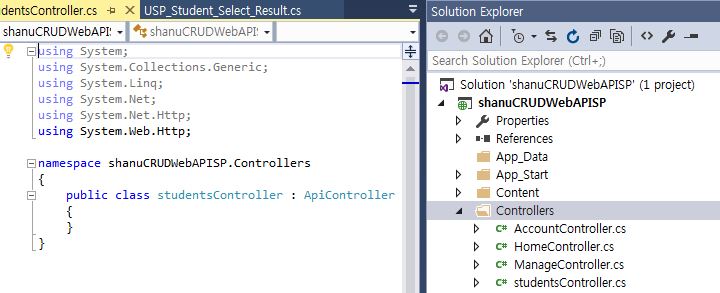 udentsController.cs
USP_Student_Select_Result.cs
shanuCRUDWebAPIS
shanuCRUDWebAPIS
using System;
using System.Collections.Generic;
using System.Linq;
using System.Net;
using System.Net.Http;
using System.Web.Http;
namespace shanuCRUDWebAPISP.Controllers
{
public class studentsController : ApiController
{
}
}
Solution Explorer
Search Solution Explorer (Ctrl+;)
Solution 'shanuCRUDWebAPISP' (1 project)
shanuCRUDWebAPISP
Properties
References
App_Data
App_Start
Content
Controllers
C# AccountController.cs
C# HomeController.cs
C# ManageController.cs
C# studentsController.cs